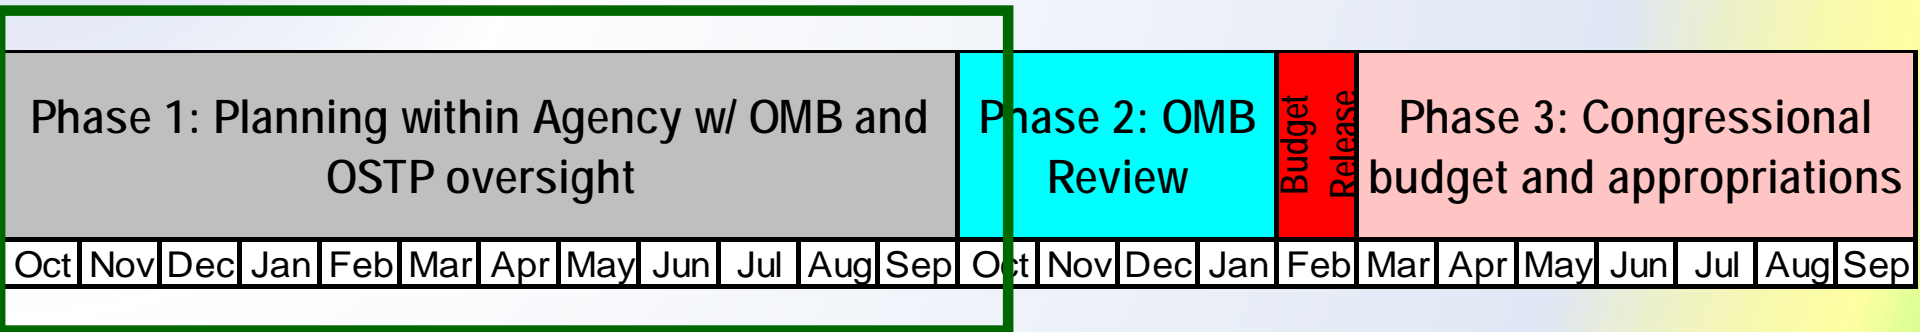 Phase 1: Planning within Agency w/ OMB and
OSTP oversight
Phase 2: OMB
Review
Budget
Release
Phase 3: Congressional
budget and appropriations
Oct Nov Dec Jan Feb Mar Apr May Jun Jul Aug Sep Oct Nov Dec Jan Feb Mar Apr May Jun Jul Aug Sep